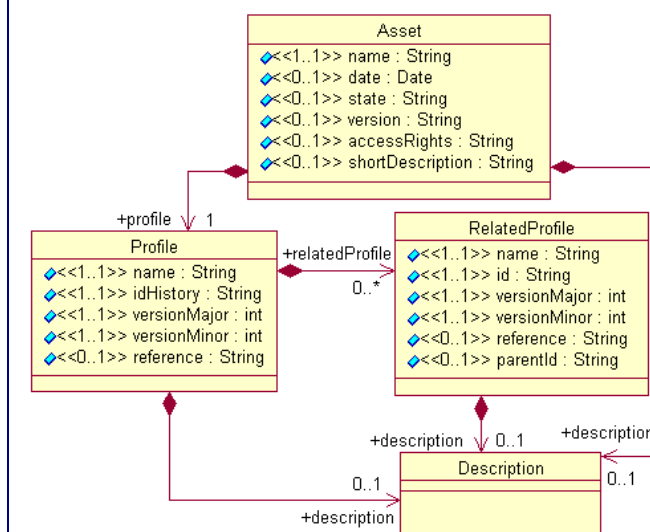 Asset
<<1..1>> name : String
<<0..1>> date : Date
<<0..1>> state : String
<<0..1>> version : String
<<0..1>> accessRights : String
<<0..1>> shortDescription : String
+profile
1
Profile
<<1..1>> name : String
<<1..1>> idHistory : String
<<1..1>> versionMajor : int
<<1..1>> versionMinor : int
<<0..1>> reference : String
+relatedProfile
0..*
RelatedProfile
<<1..1>> name : String
<<1..1>> id : String
<<1..1>> versionMajor : int
<<1..1>> versionMinor : int
<<0..1>> reference : String
<<0..1>> parentId : String
+description
0..1
+description
0..1
Description
0..1
+description